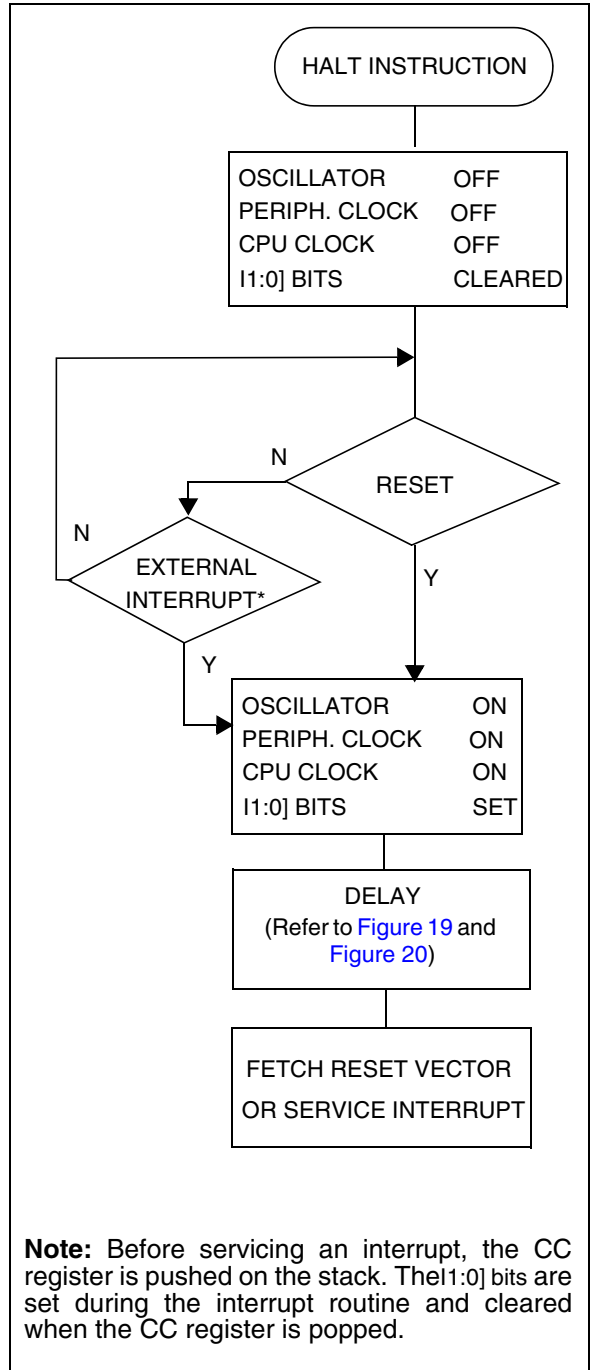 HALT INSTRUCTION
OSCILLATOR OFF
PERIPH. CLOCK OFF
CPU CLOCK OFF
I1:0] BITS CLEARED
N
RESET
N
EXTERNAL
INTERRUPT*
Y
Y
OSCILLATOR ON
PERIPH. CLOCK ON
CPU CLOCK ON
I1:0] BITS SET
DELAY
(Refer to Figure 19 and
Figure 20)
FETCH RESET VECTOR
OR SERVICE INTERRUPT
Note: Before servicing an interrupt, the CC
register is pushed on the stack. TheI1:0] bits are
set during the interrupt routine and cleared
when the CC register is popped.